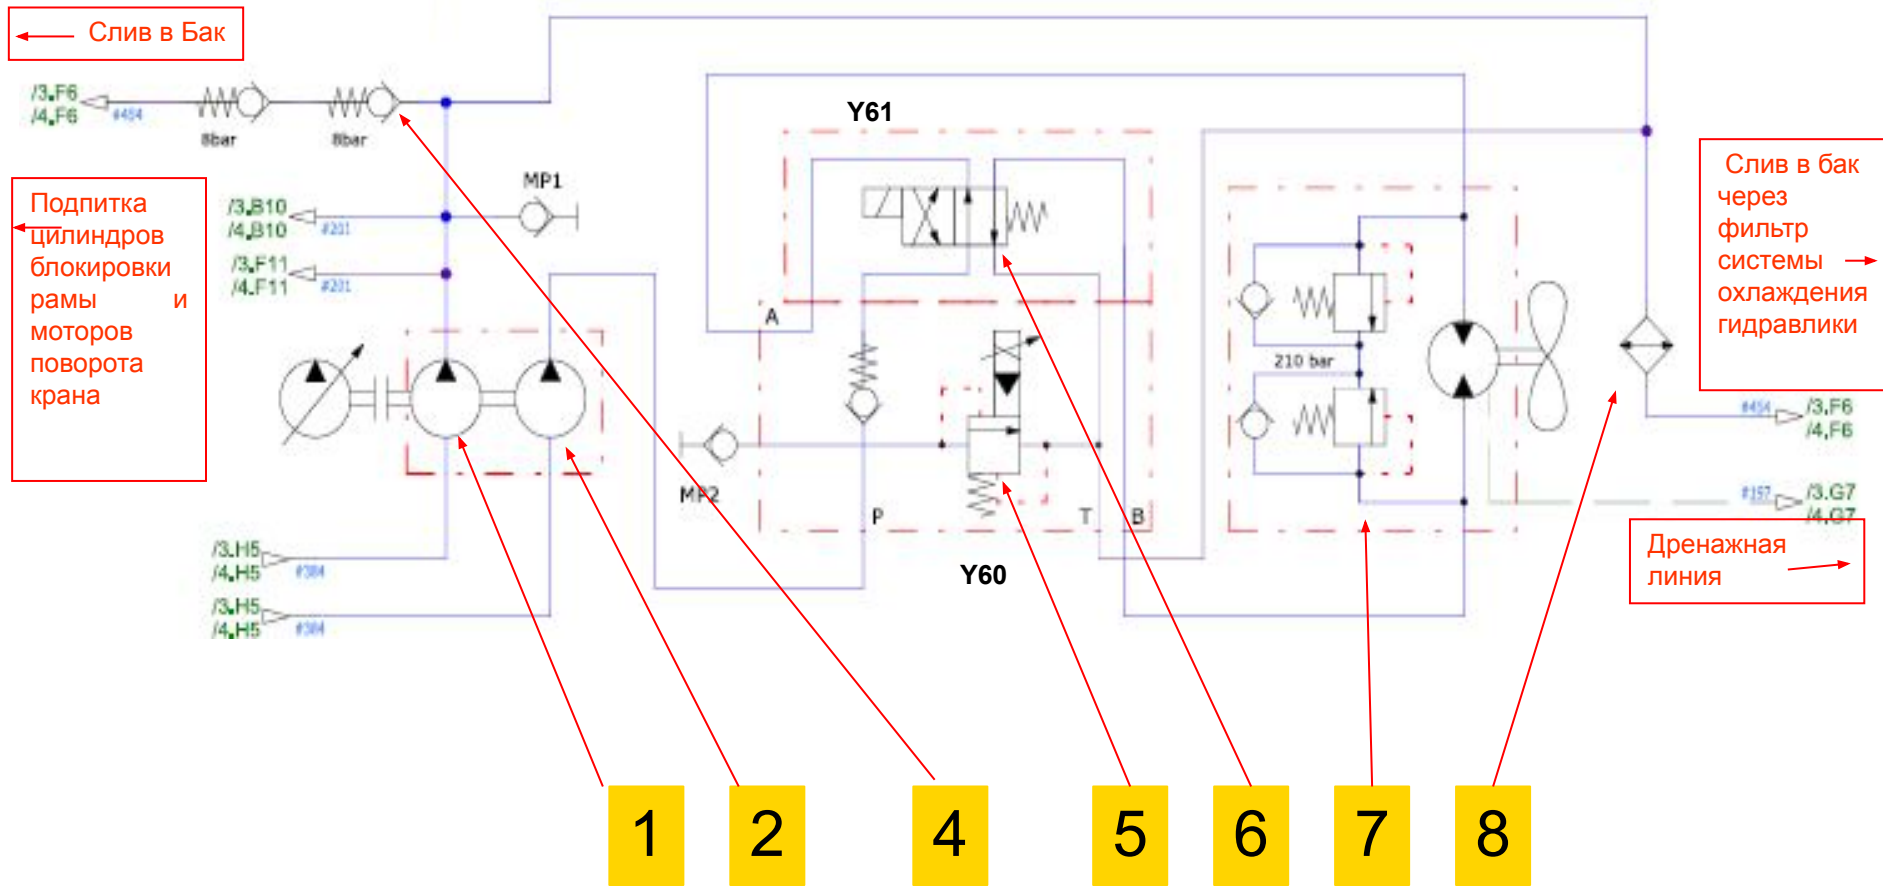 Слив в Бак
/3.F6
/4.F6
#454
8bar
8bar
Y61
Подпитка
цилиндров
блокировки
рамы и
моторов
поворота
крана
/3.B10
/4.B10
#201
MP1
/3.F11
/4.F11
#201
A
210 bar
Слив в бак
через
фильтр
системы
охлаждения
гидравлики
#454
/3.F6
/4.F6
MP2
P
T
B
#197
/3.G7
/4.G7
/3.H5
/4.H5
#304
Y60
Дренажная
линия
/3.H5
/4.H5
#304
1
2
4
5
6
7
8